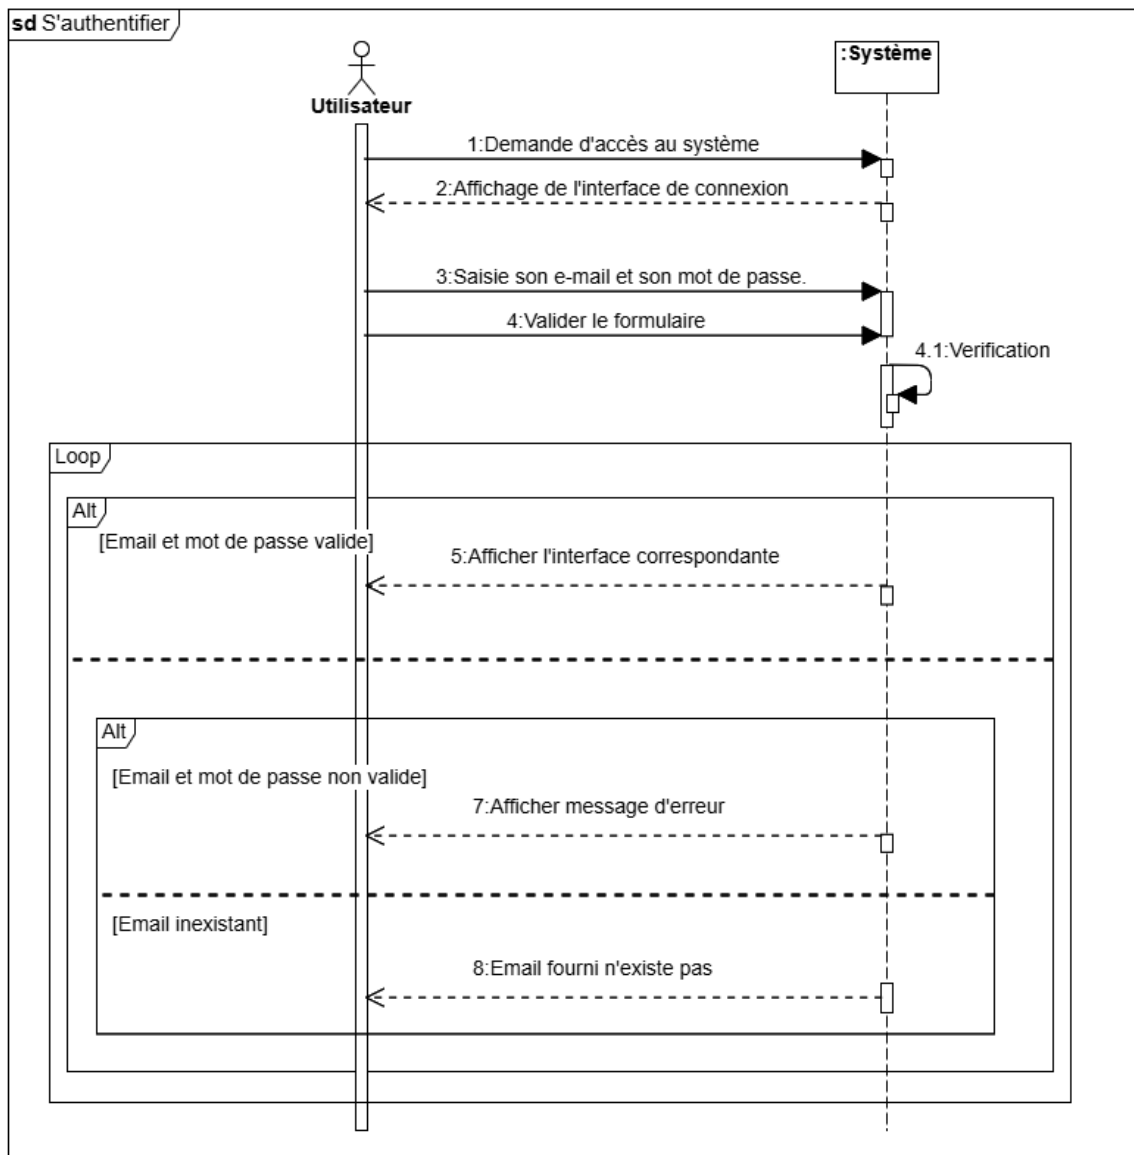 sd S'authentifier
:Système
Utilisateur
1:Demande d'accès au système
2:Affichage de l'interface de connexion
3:Saisie son e-mail et son mot de passe.
4:Valider le formulaire
4.1:Verification
Loop
Alt
[Email et mot de passe valide]
5:Afficher l'interface correspondante
Alt
[Email et mot de passe non valide]
7:Afficher message d'erreur
[Email inexistant]
8:Email fourni n'existe pas